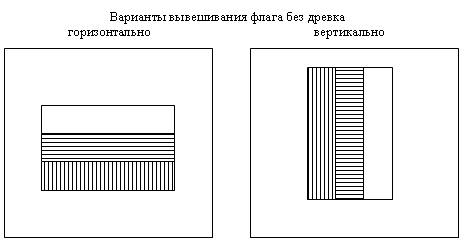 Варианты вывешивания флага без древка
горизонтально вертикально